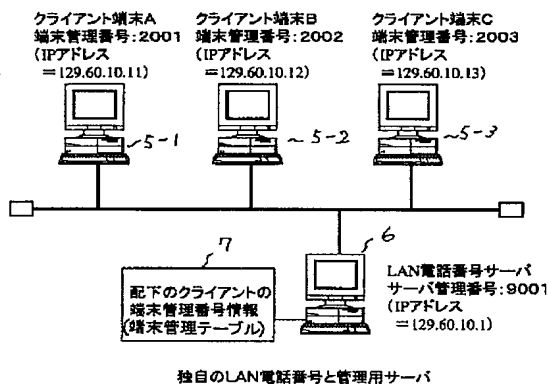 クライアント端末A
端末管理番号:2001
(IPアドレス
=129.60.10.11)
クライアント端末B
端末管理番号:2002
(IPアドレス
=129.60.10.12)
クライアント端末C
端末管理番号:2003
(IPアドレス
=129.60.10.13)
5-1
5-2
5-3
6
7
配下のクライアントの
端末管理番号情報
(端末管理テーブル)
LAN電話番号サーバ
サーバ管理番号:9001
(IPアドレス
=129.60.10.1)
独自のLAN電話番号と管理用サーバ